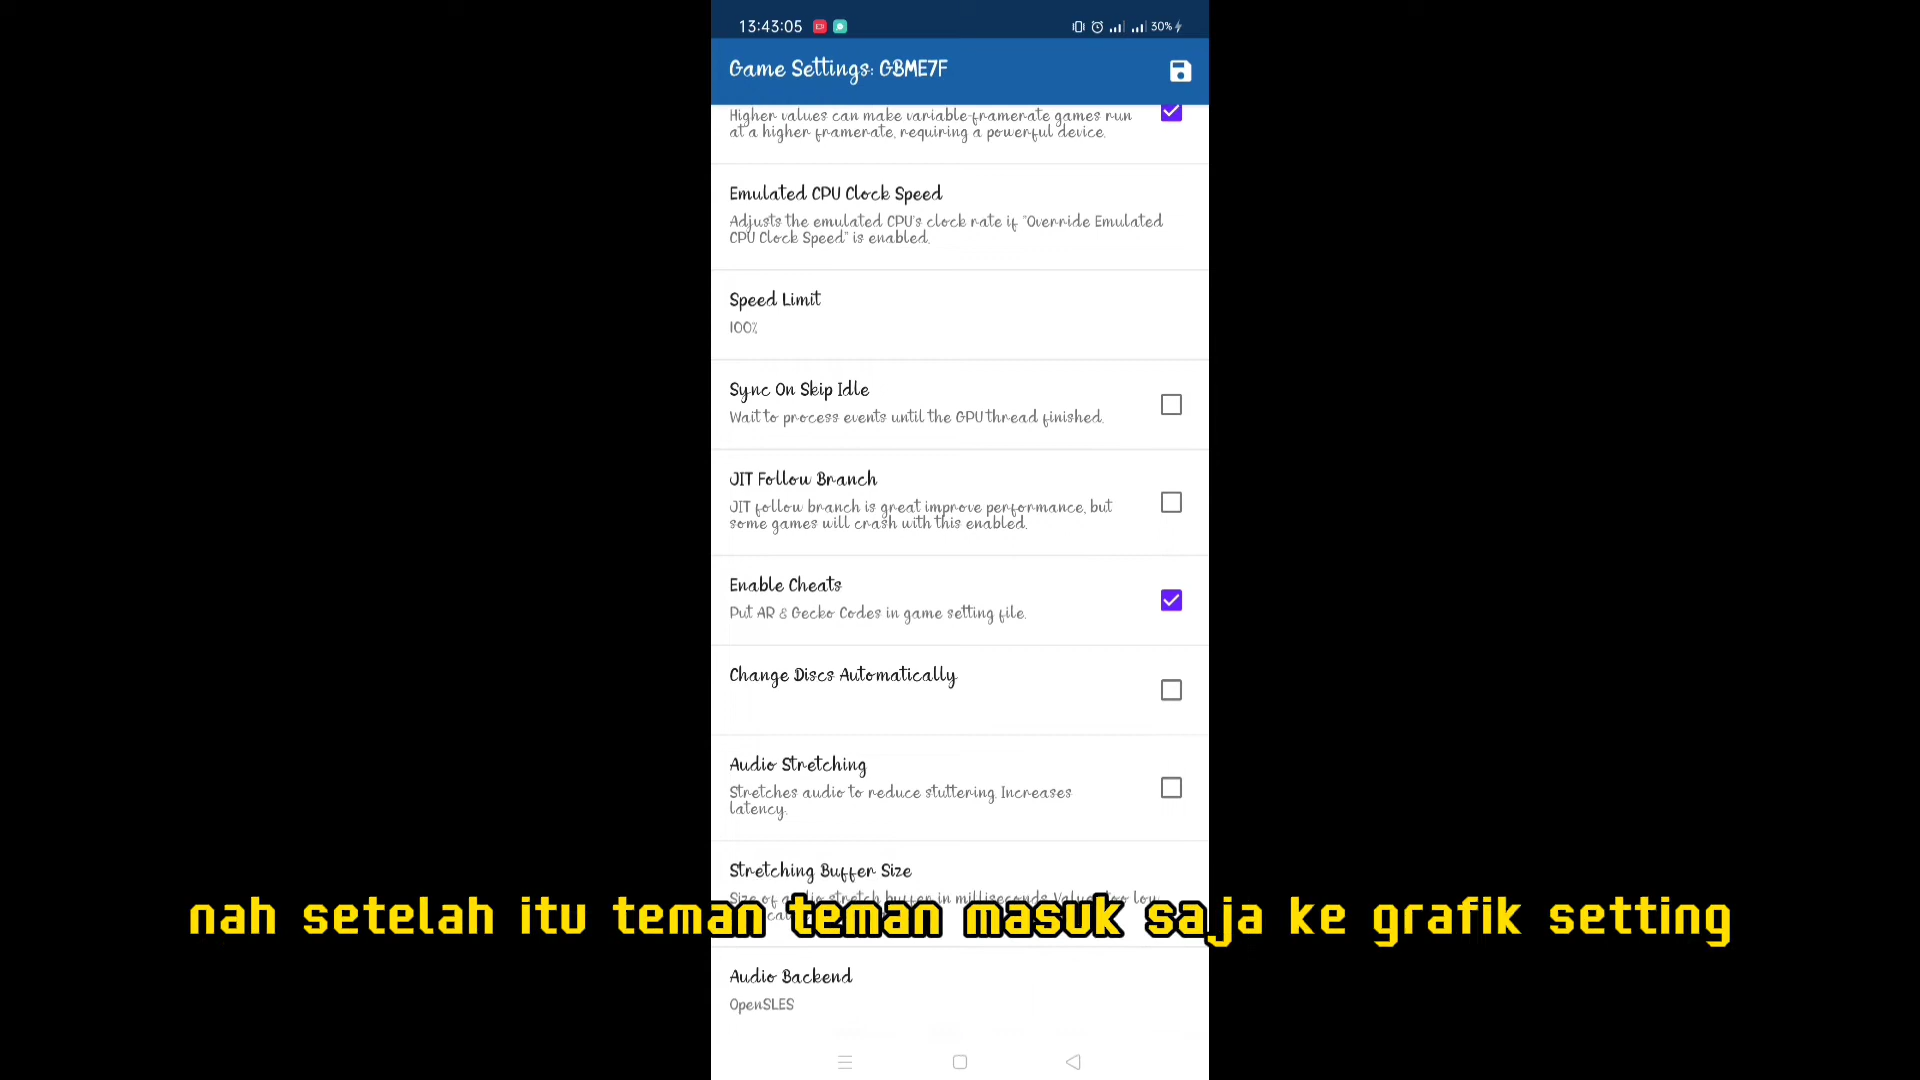 13:43:05
30%
Game Settings: GBME7F
Higher values can make variable-framerate games run
at a higher framerate, requiring a powerful device.
Emulated CPU Clock Speed
Adjusts the emulated CPU's clock rate if "Override Emulated
CPU Clock Speed" is enabled.
Speed Limit
100%
Sync On Skip Idle
Wait to process events until the GPU thread finished.
JIT Follow Branch
JIT follow branch is great improve performance, but
some games will crash with this enabled.
Enable Cheats
Put AR & Gecko Codes in game setting file.
Change Discs Automatically
Audio Stretching
Stretches audio to reduce stuttering. Increases
latency.
Stretching Buffer Size
Size of audio stretch buffer in milliseconds. Values too low
nah setelah itu teman teman masuk saja ke grafik setting
Audio Backend
OpenSLES